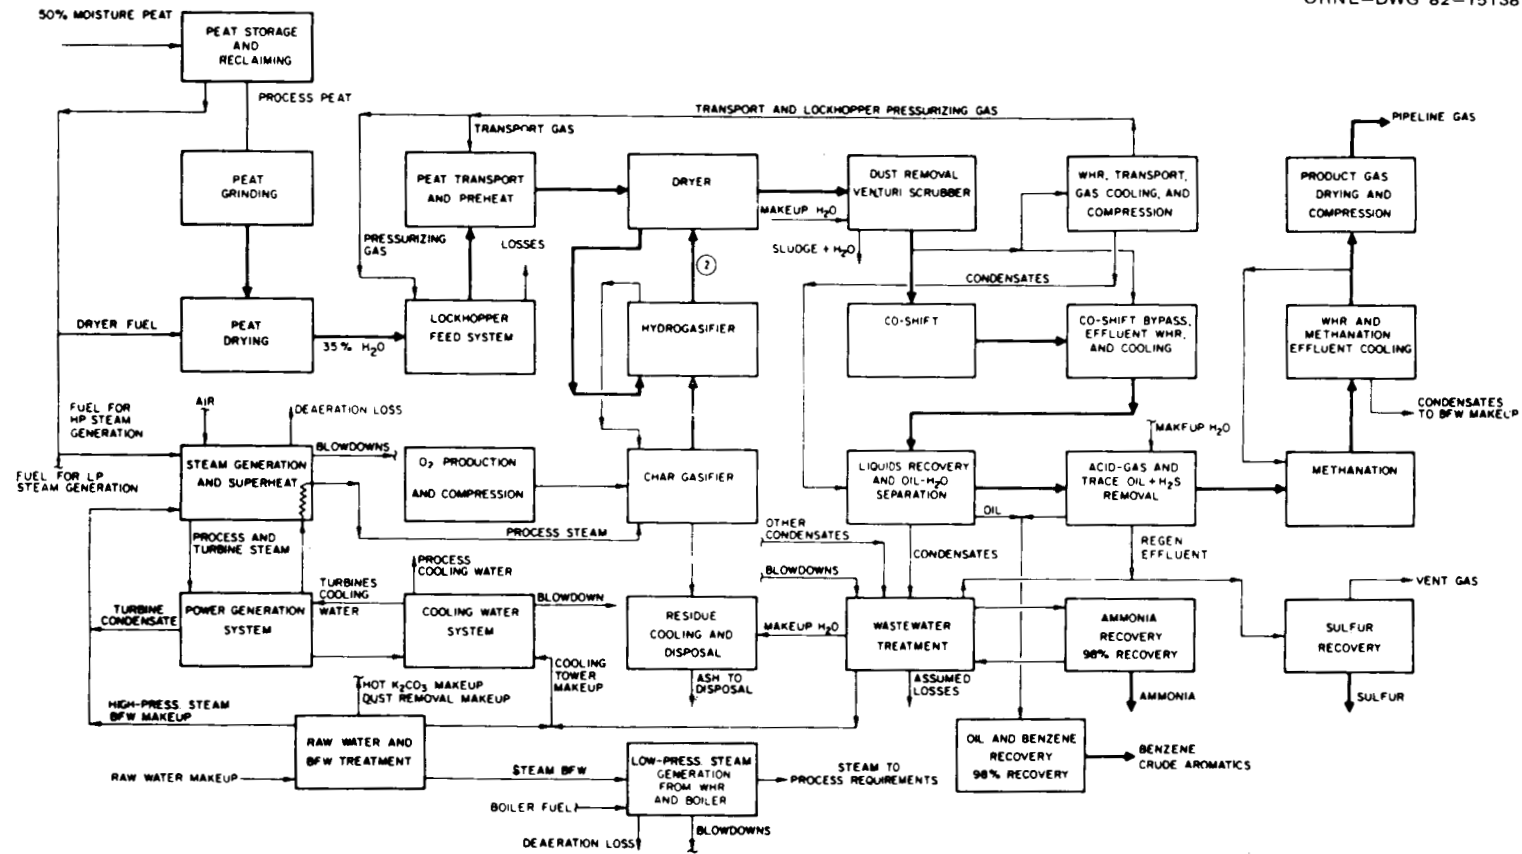 ORNL-DWG 82-15138
50% MOISTURE PEAT
PEAT STORAGE
AND
RECLAIMING
PROCESS PEAT
TRANSPORT AND LOCKHOPPER PRESSURIZING GAS
PIPELINE GAS
TRANSPORT GAS
PEAT
GRINDING
PEAT TRANSPORT
AND PREHEAT
DRYER
DUST REMOVAL
VENTURI SCRUBBER
WHR, TRANSPORT,
GAS COOLING, AND
COMPRESSION
PRODUCT GAS
DRYING AND
COMPRESSION
MAKEUP H2O
PRESSURIZING
GAS
LOSSES
SLUDGE + H2O
2
CONDENSATES
DRYER FUEL
PEAT
DRYING
35% H2O
LOCKHOPPER
FEED SYSTEM
HYDROGASIFIER
CO-SHIFT
CO-SHIFT BYPASS,
EFFLUENT WHR,
AND COOLING
WHR AND
METHANATION
EFFLUENT COOLING
FUEL FOR
HP STEAM
GENERATION
AIR
DEAERATION LOSS
CONDENSATES
TO BFW MAKEUP
MAKEUP H2O
BLOWDOWNS
FUEL FOR LP
STEAM GENERATION
STEAM GENERATION
AND SUPERHEAT
O2 PRODUCTION
AND COMPRESSION
CHAR GASIFIER
LIQUIDS RECOVERY
AND OIL-H2O
SEPARATION
ACID-GAS AND
TRACE OIL + H2S
REMOVAL
METHANATION
OIL
PROCESS STEAM
OTHER
CONDENSATES
PROCESS AND
TURBINE STEAM
CONDENSATES
REGEN
EFFLUENT
PROCESS
COOLING WATER
BLOWDOWNS
VENT GAS
TURBINES
COOLING
WATER
TURBINE
CONDENSATE
POWER GENERATION
SYSTEM
COOLING WATER
SYSTEM
BLOWDOWN
RESIDUE
COOLING AND
DISPOSAL
MAKEUP H2O
WASTEWATER
TREATMENT
AMMONIA
RECOVERY
98% RECOVERY
SULFUR
RECOVERY
COOLING
TOWER
MAKEUP
ASH TO
DISPOSAL
ASSUMED
LOSSES
AMMONIA
SULFUR
HOT K2CO3 MAKEUP
DUST REMOVAL MAKEUP
HIGH-PRESS. STEAM
BFW MAKEUP
RAW WATER AND
BFW TREATMENT
OIL AND BENZENE
RECOVERY
98% RECOVERY
BENZENE
CRUDE AROMATICS
RAW WATER MAKEUP
STEAM BFW
LOW-PRESS. STEAM
GENERATION
FROM WHR
AND BOILER
STEAM TO
PROCESS REQUIREMENTS
BOILER FUEL
DEAERATION LOSS
BLOWDOWNS